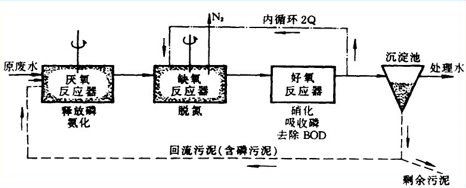 N₂
内循环 2Q
沉淀池
原废水
厌氧
反应器
缺氧
反应器
好氧
反应器
处理水
释放磷
氨化
脱氮
硝化
吸收磷
去除 BOD
回流污泥(含磷污泥)
剩余污泥